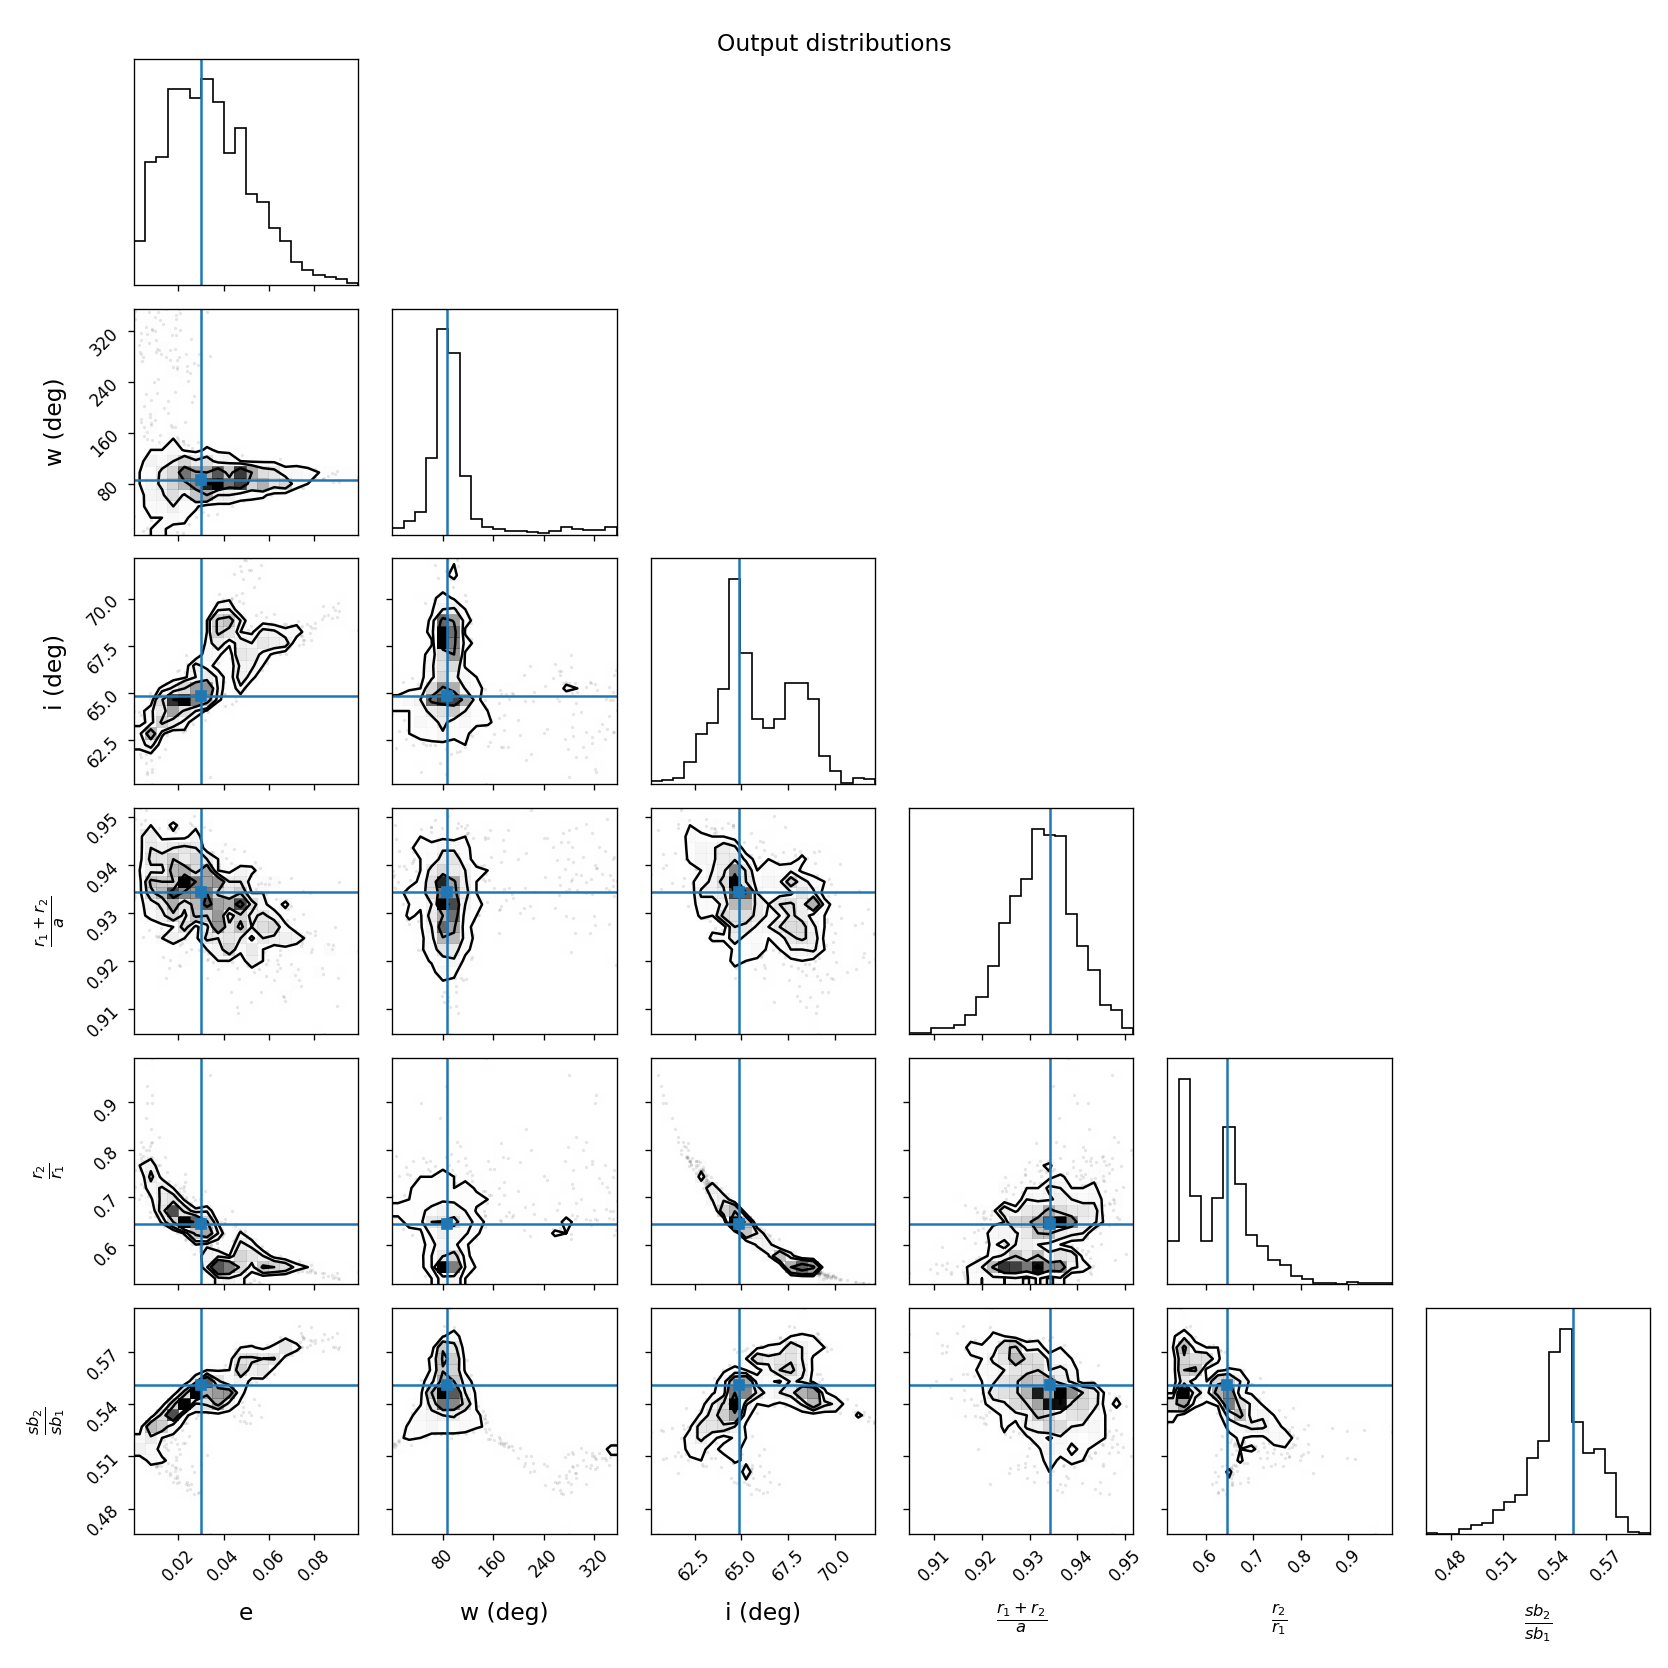 Output distributions
320
240
160
80
w (deg)
70.0
67.5
65.0
62.5
i (deg)
0.95
0.94
0.93
0.92
0.91
r₁ + r₂
a
0.9
0.8
0.7
0.6
r₂
r₁
0.57
0.54
0.51
0.48
sb₂
sb₁
0.02 0.04 0.06 0.08 80 160 240 320 62.5 65.0 67.5 70.0 0.91 0.92 0.93 0.94 0.95 0.6 0.7 0.8 0.9 0.48 0.51 0.54 0.57
e w (deg) i (deg) r₁ + r₂ r₂ sb₂
a r₁ sb₁